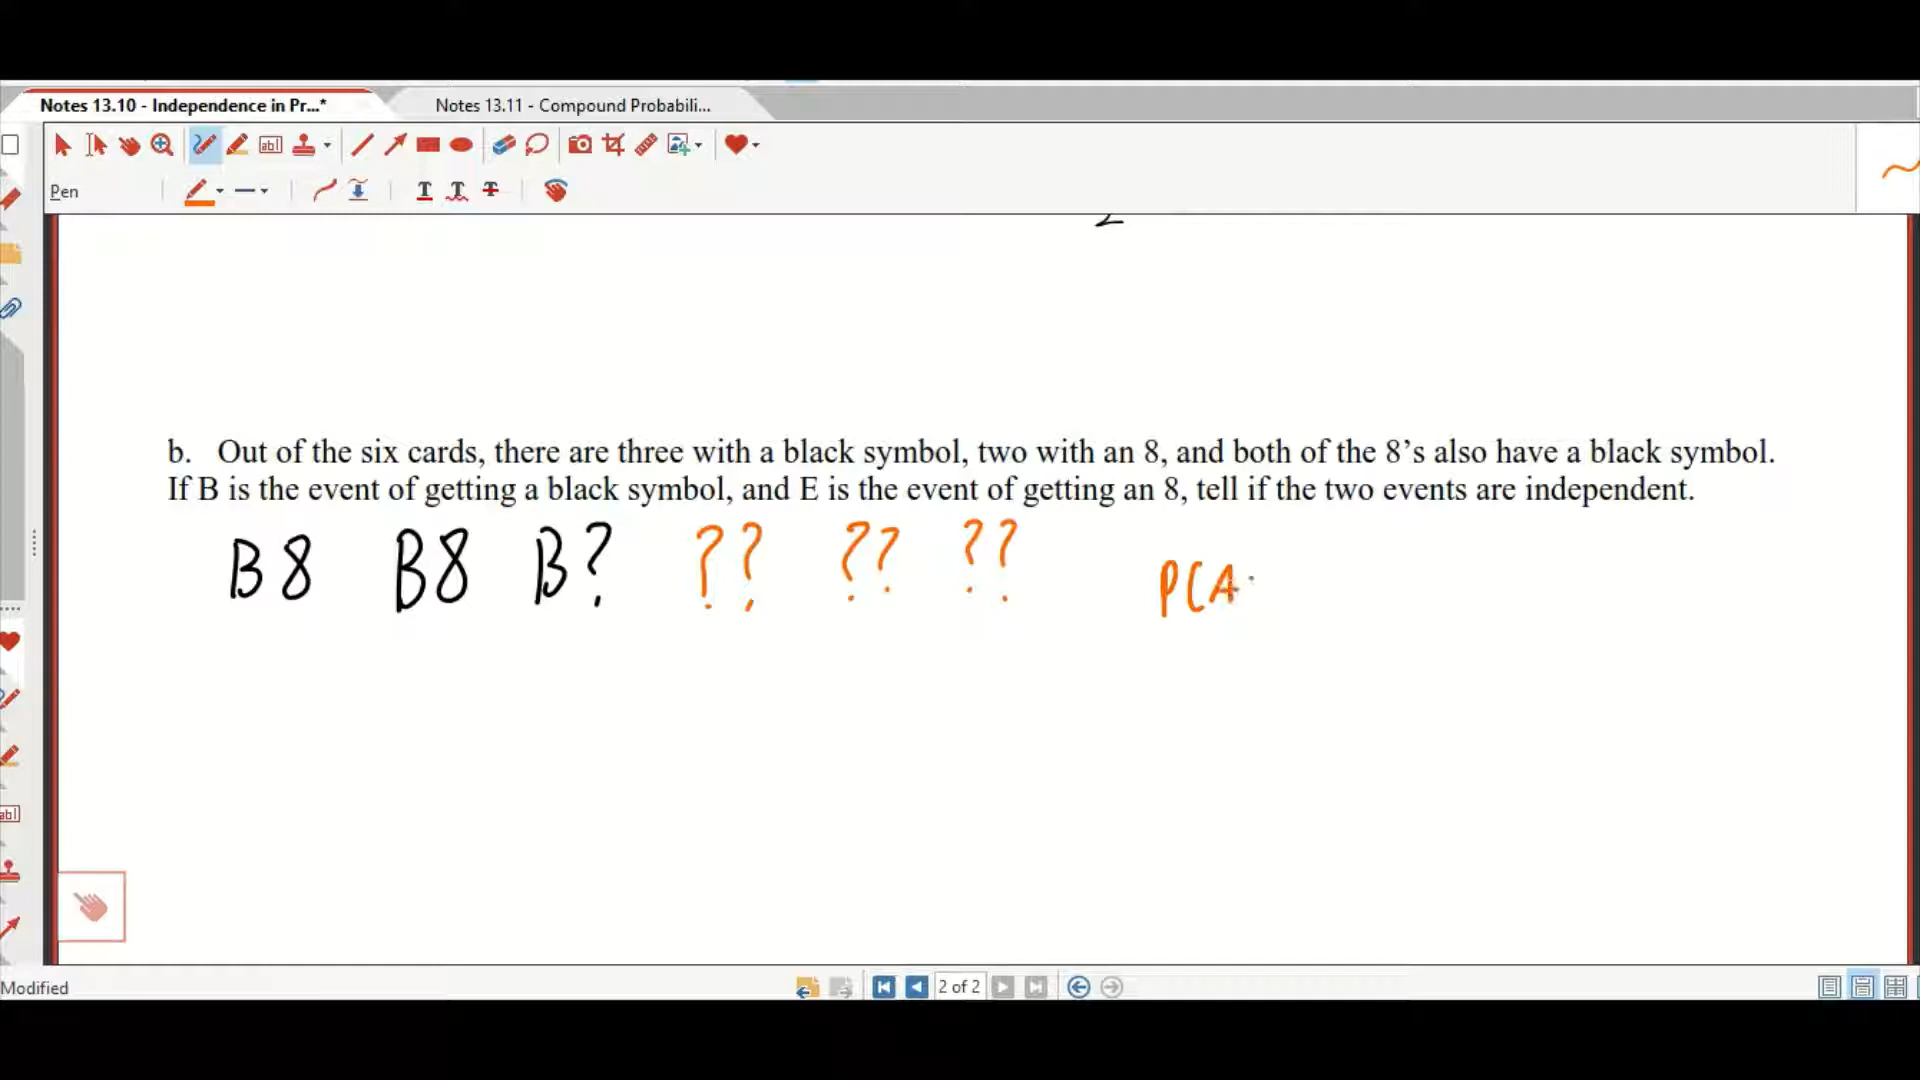 Notes 13.10 - Independence in Pr...*
Notes 13.11 - Compound Probabili...
abl
Pen
T T T
b. Out of the six cards, there are three with a black symbol, two with an 8, and both of the 8’s also have a black symbol.
If B is the event of getting a black symbol, and E is the event of getting an 8, tell if the two events are independent.
B8 B8 B? ?? ?? ??
P(A
abl
Modified
2 of 2